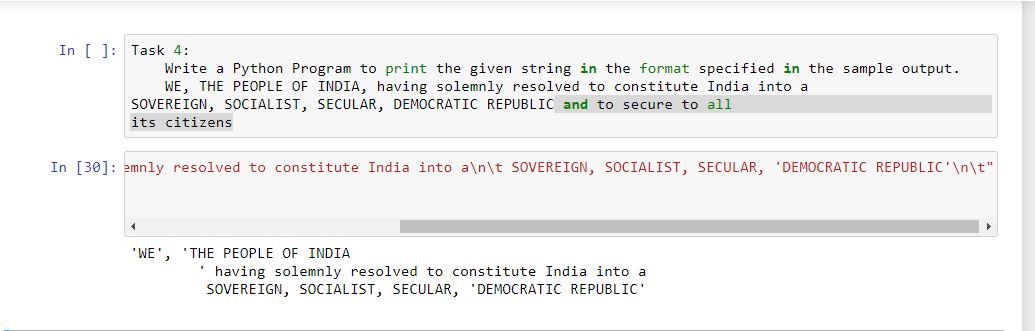 In [ ]: Task 4:
Write a Python Program to print the given string in the format specified in the sample output.
WE, THE PEOPLE OF INDIA, having solemnly resolved to constitute India into a
SOVEREIGN, SOCIALIST, SECULAR, DEMOCRATIC REPUBLIC and to secure to all
its citizens
In [30]: emnly resolved to constitute India into a\n\t SOVEREIGN, SOCIALIST, SECULAR, 'DEMOCRATIC REPUBLIC'\n\t"
'WE', 'THE PEOPLE OF INDIA
' having solemnly resolved to constitute India into a
SOVEREIGN, SOCIALIST, SECULAR, 'DEMOCRATIC REPUBLIC'